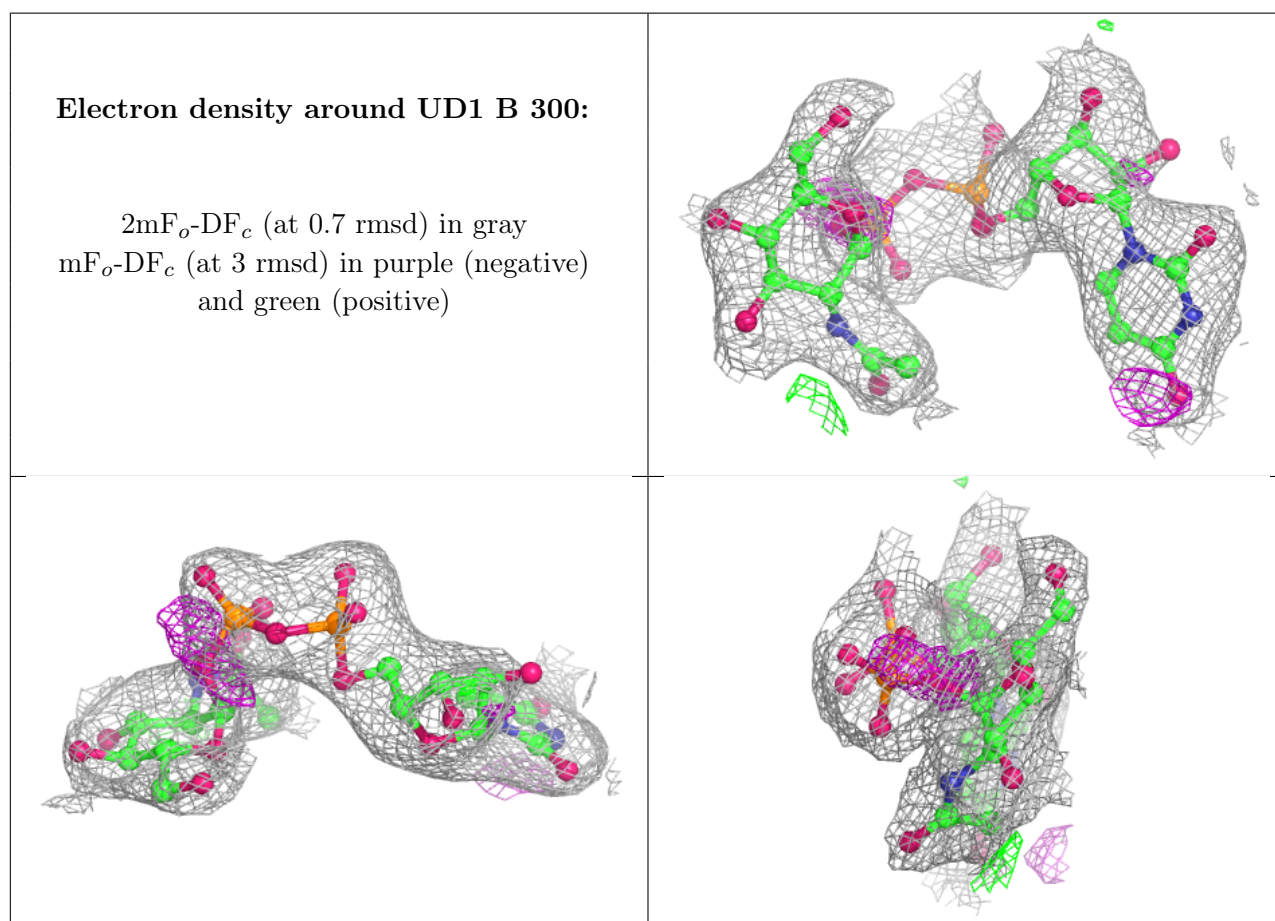 Electron density around UD1 B 300:
2mFo-DFc (at 0.7 rmsd) in gray
mFo-DFc (at 3 rmsd) in purple (negative)
and green (positive)